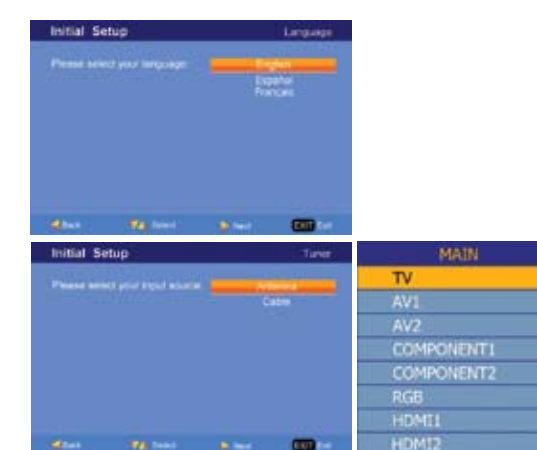 Initial Setup Language
Please select your language: English
Español
Français
Back Select Next EXIT Exit
Initial Setup Tuner
Please select your input source: Antenna
Cable
Back Select Next EXIT Exit
MAIN
TV
AV1
AV2
COMPONENT1
COMPONENT2
RGB
HDMI1
HDMI2